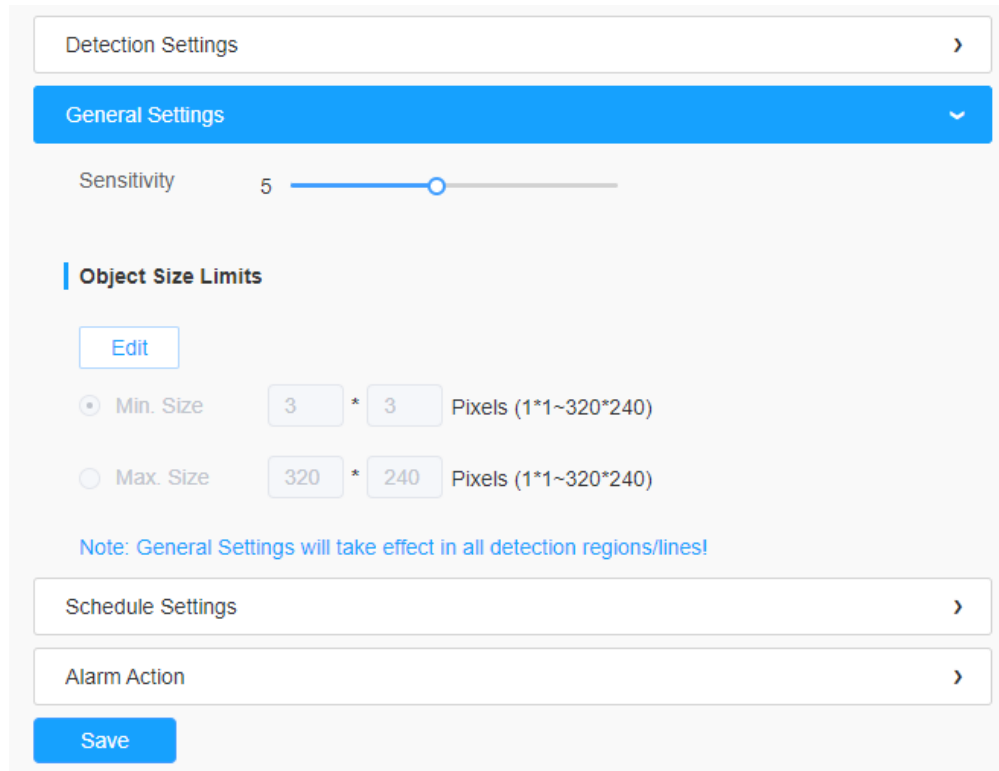 Detection Settings
General Settings
Sensitivity 5
Object Size Limits
Edit
Min. Size 3 * 3 Pixels (1*1~320*240)
Max. Size 320 * 240 Pixels (1*1~320*240)
Note: General Settings will take effect in all detection regions/lines!
Schedule Settings
Alarm Action
Save